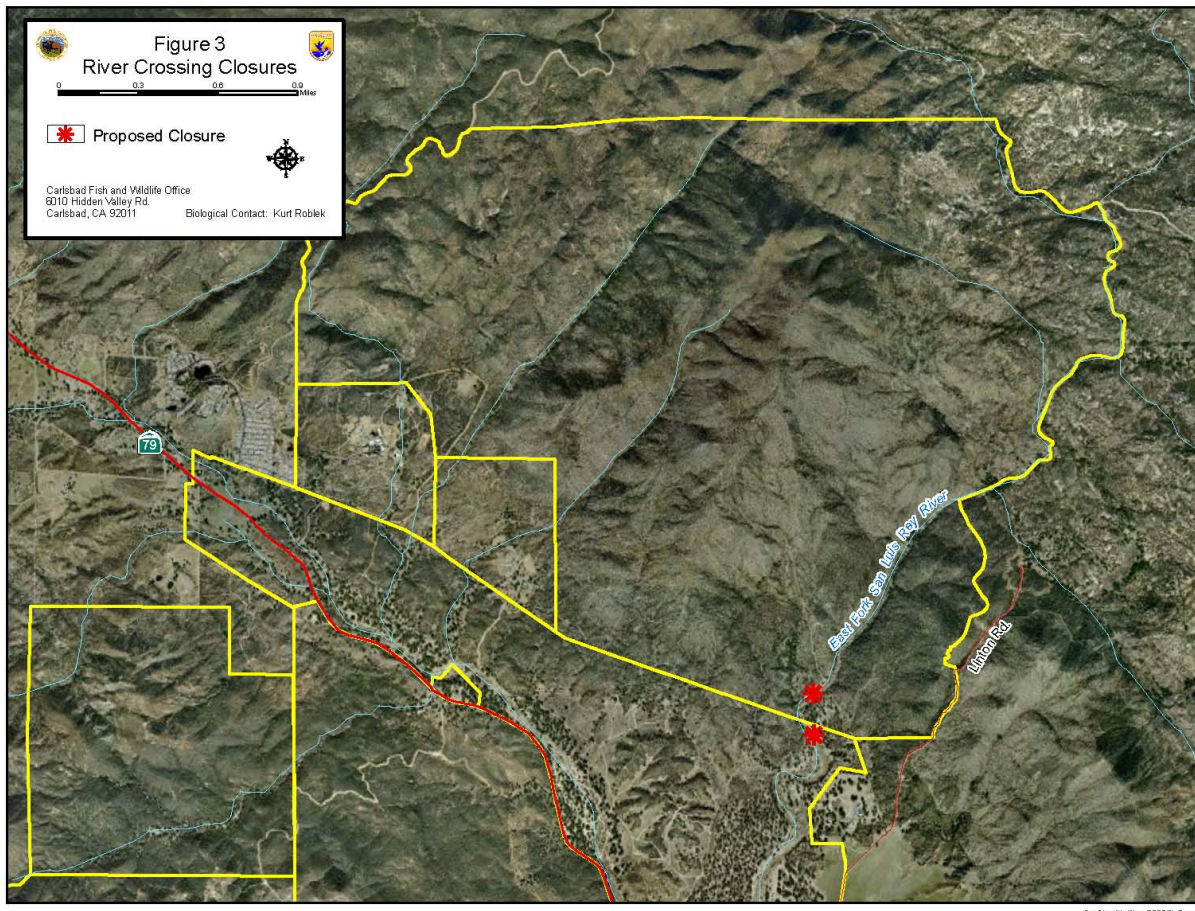 Figure 3
River Crossing Closures
0 0.3 0.6 0.9
Miles
Proposed Closure
N
W E
S
Carlsbad Fish and Wildlife Office
6010 Hidden Valley Rd.
Carlsbad, CA 92011 Biological Contact: Kurt Roblek
79
East Fork San Luis Rey River
Linton Rd.